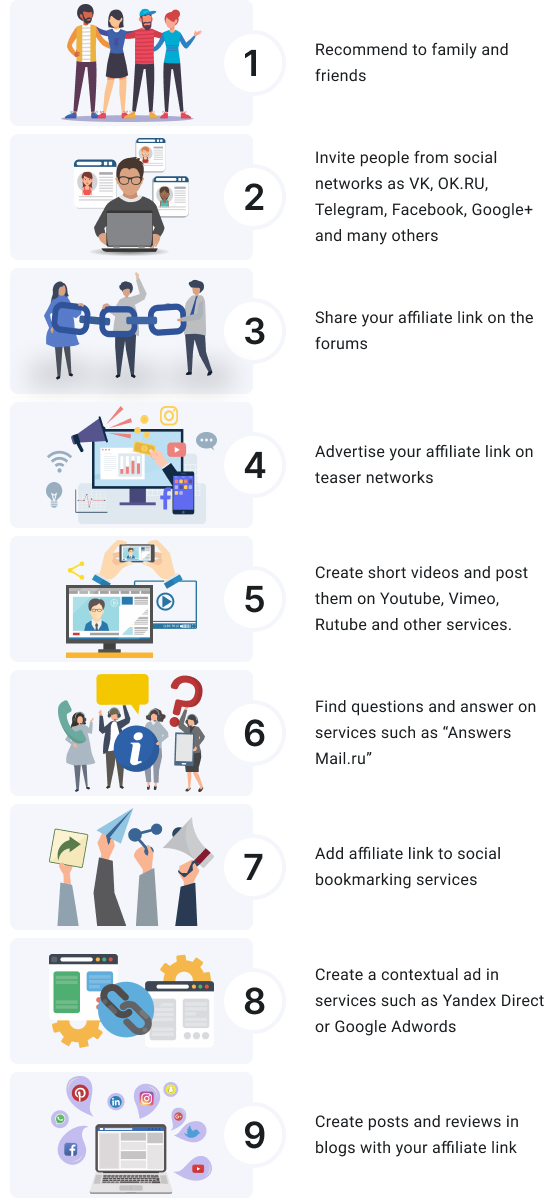 1
Recommend to family and
friends
2
Invite people from social
networks as VK, OK.RU,
Telegram, Facebook, Google+
and many others
3
Share your affiliate link on the
forums
4
Advertise your affiliate link on
teaser networks
5
Create short videos and post
them on Youtube, Vimeo,
Rutube and other services.
6
Find questions and answer on
services such as “Answers
Mail.ru”
7
Add affiliate link to social
bookmarking services
8
Create a contextual ad in
services such as Yandex Direct
or Google Adwords
9
Create posts and reviews in
blogs with your affiliate link